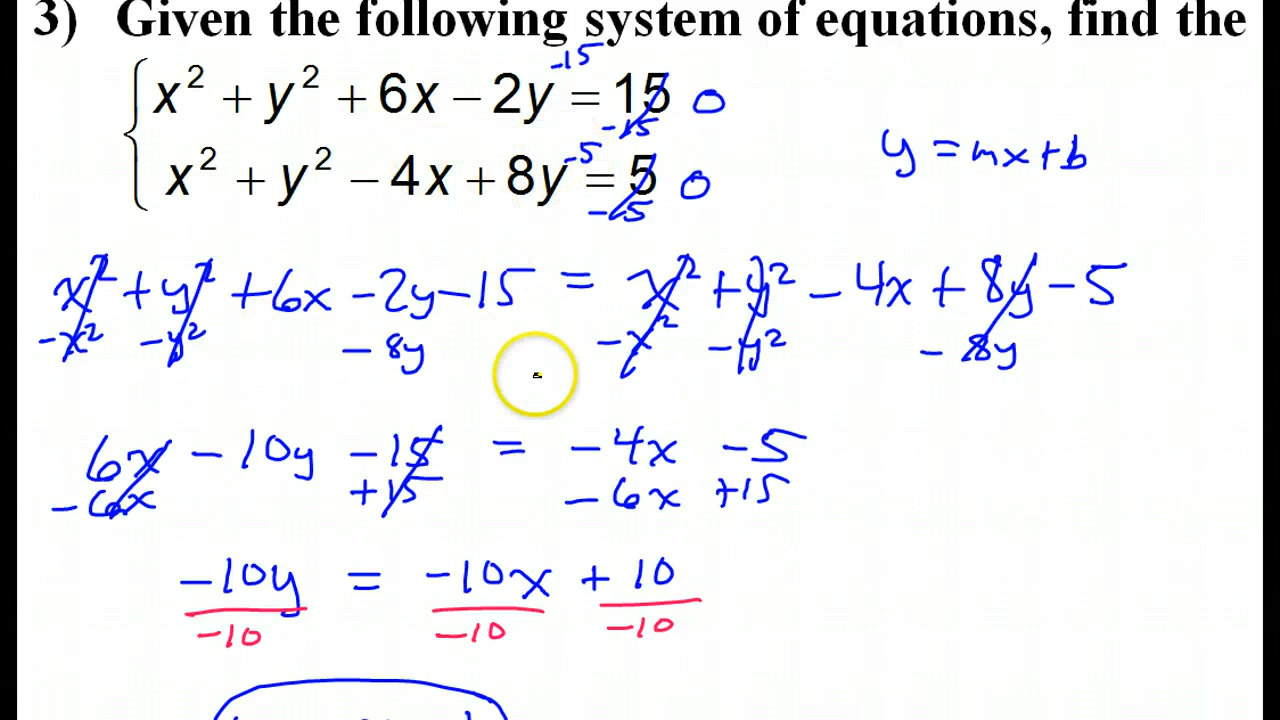 3) Given the following system of equations, find the
-15
x² + y² + 6x − 2y = 15 0
-15
-5
x² + y² − 4x + 8y = 5 0
y = mx+b
x² + y² + 6x − 2y − 15 = x² + y² − 4x + 8y − 5
−x² −y² − 8y −x² −y² − 8y
6x − 10y − 15 = − 4x − 5
− 6x +15 − 6x +15
−10y = −10x + 10
−10 −10 −10